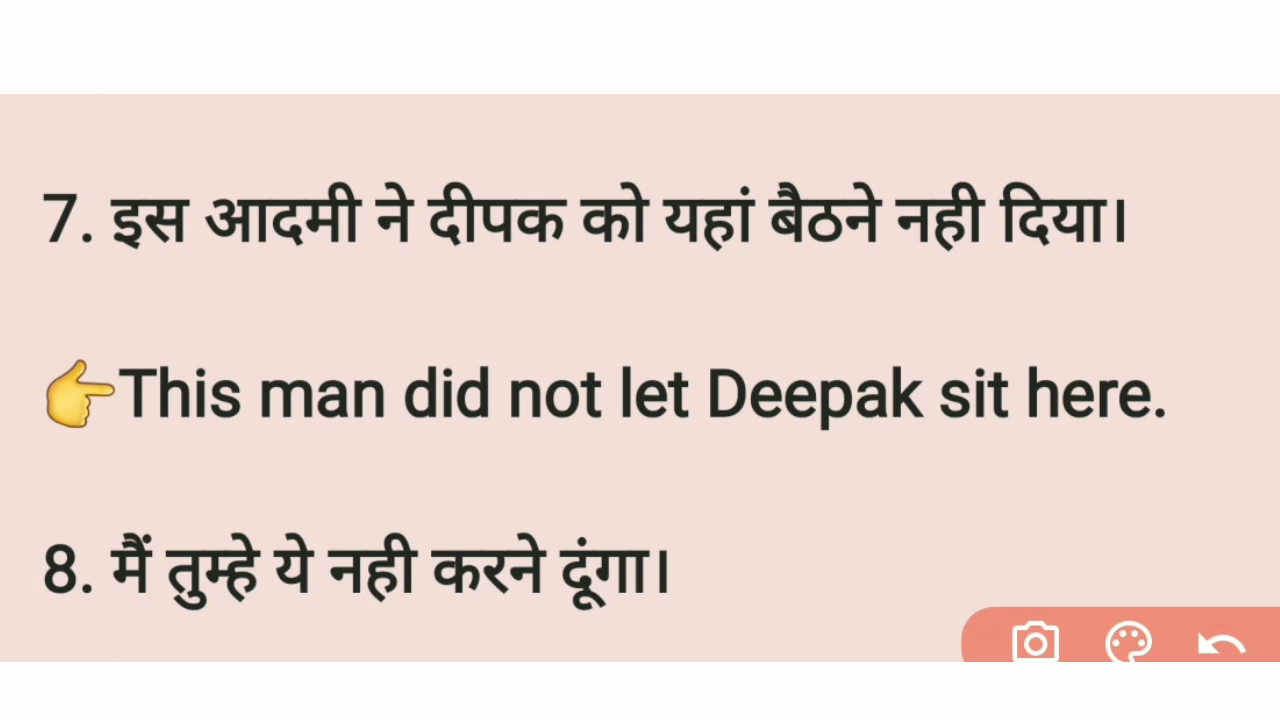 7. इस आदमी ने दीपक को यहां बैठने नही दिया।
👉This man did not let Deepak sit here.
8. मैं तुम्हे ये नही करने दूंगा।